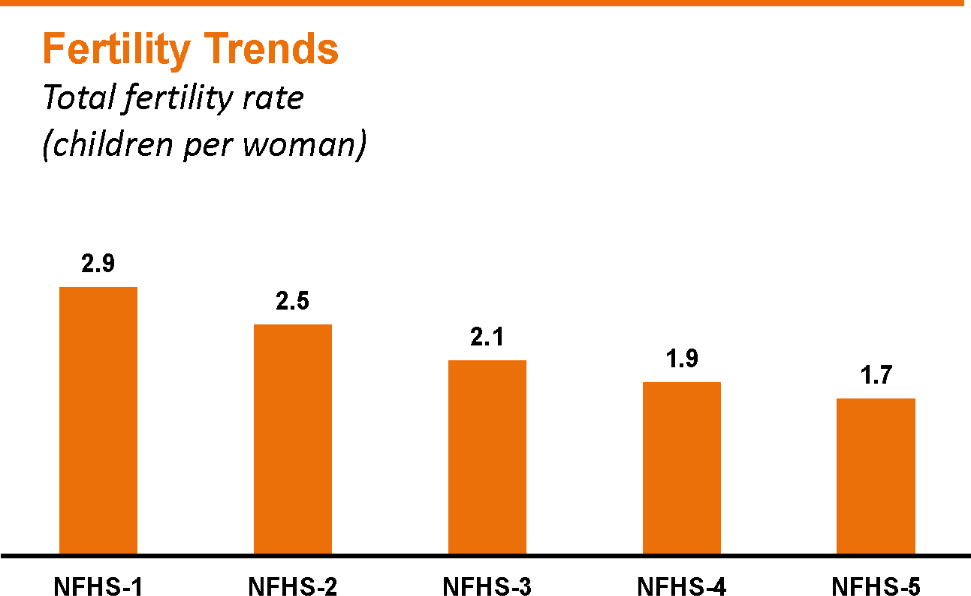 Fertility Trends
Total fertility rate
(children per woman)
2.9
2.5
2.1
1.9
1.7
NFHS-1 NFHS-2 NFHS-3 NFHS-4 NFHS-5